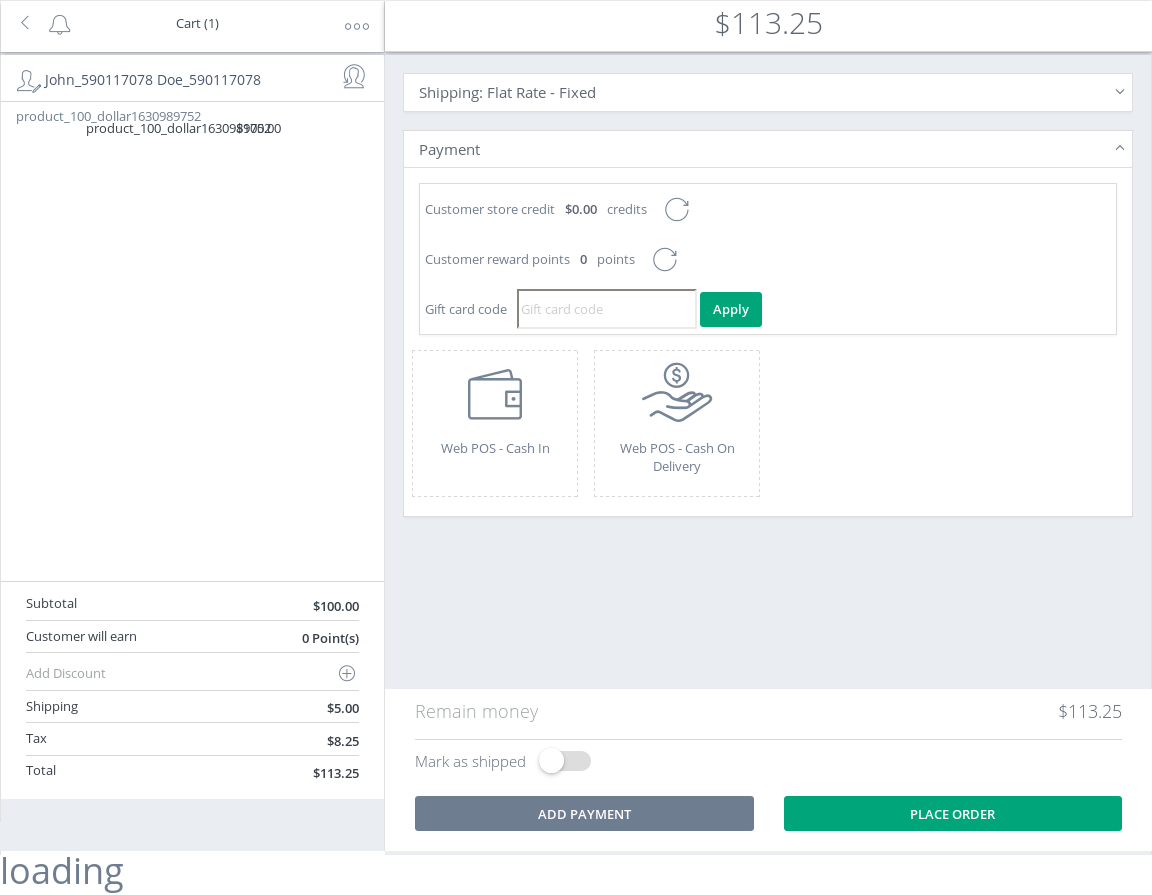 Cart (1)
$113.25
John_590117078 Doe_590117078
product_100_dollar1630989752
product_100_dollar1630989752
$100.00
Subtotal
$100.00
Customer will earn
0 Point(s)
Add Discount
Shipping
$5.00
Tax
$8.25
Total
$113.25
loading
Shipping: Flat Rate - Fixed
Payment
Customer store credit $0.00 credits
Customer reward points 0 points
Gift card code Gift card code Apply
Web POS - Cash In
Web POS - Cash On
Delivery
Remain money
$113.25
Mark as shipped
ADD PAYMENT
PLACE ORDER